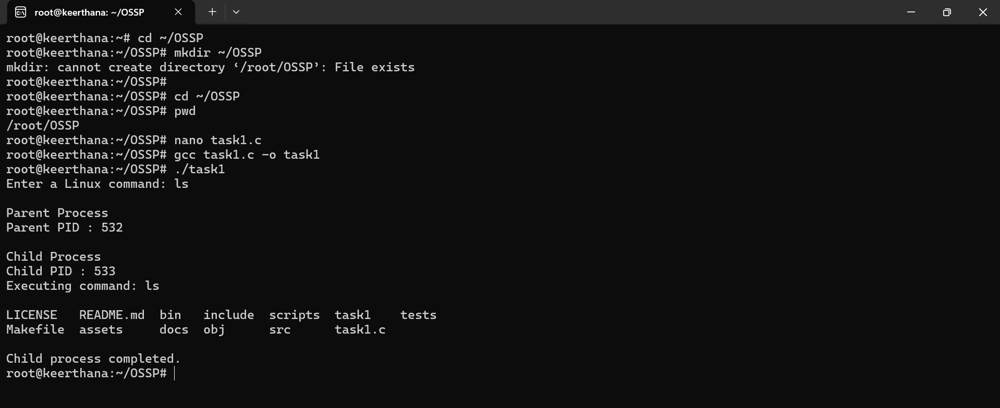 root@keerthana: ~/OSSP
root@keerthana:~# cd ~/OSSP
root@keerthana:~/OSSP# mkdir ~/OSSP
mkdir: cannot create directory ‘/root/OSSP’: File exists
root@keerthana:~/OSSP#
root@keerthana:~/OSSP# cd ~/OSSP
root@keerthana:~/OSSP# pwd
/root/OSSP
root@keerthana:~/OSSP# nano task1.c
root@keerthana:~/OSSP# gcc task1.c -o task1
root@keerthana:~/OSSP# ./task1
Enter a Linux command: ls
Parent Process
Parent PID : 532
Child Process
Child PID : 533
Executing command: ls
LICENSE   README.md  bin   include  scripts  task1    tests
Makefile  assets     docs  obj      src      task1.c
Child process completed.
root@keerthana:~/OSSP#